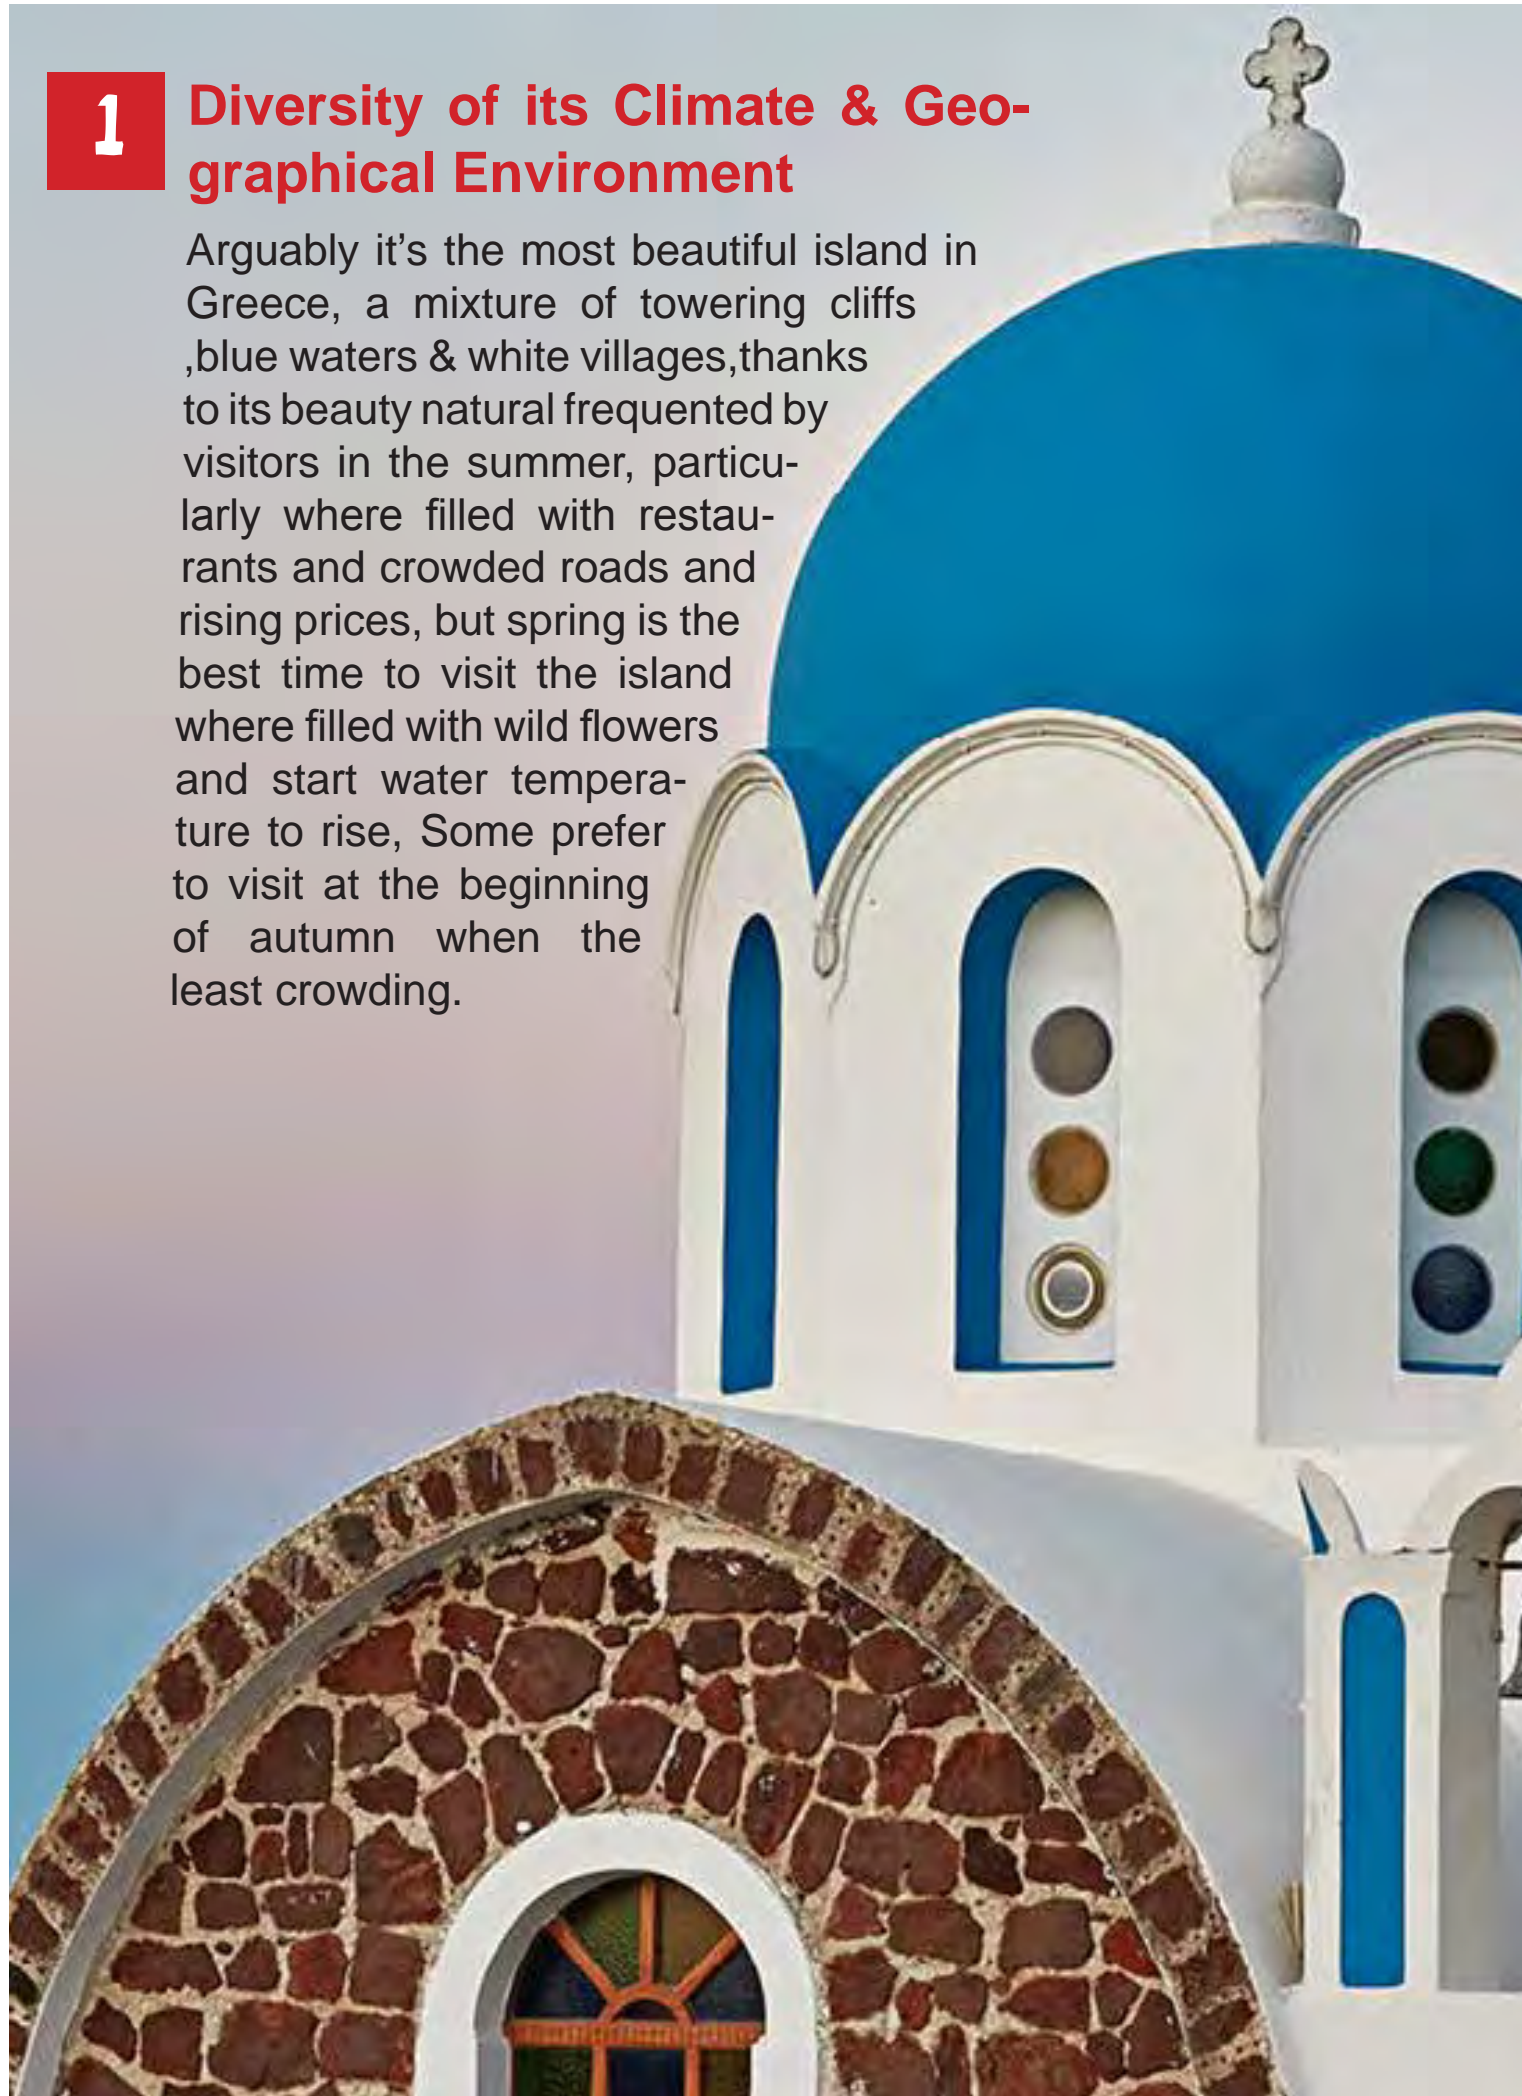 1
Diversity of its Climate & Geo-
graphical Environment
Arguably it’s the most beautiful island in
Greece, a mixture of towering cliffs
,blue waters & white villages,thanks
to its beauty natural frequented by
visitors in the summer, particu-
larly where filled with restau-
rants and crowded roads and
rising prices, but spring is the
best time to visit the island
where filled with wild flowers
and start water tempera-
ture to rise, Some prefer
to visit at the beginning
of autumn when the
least crowding.